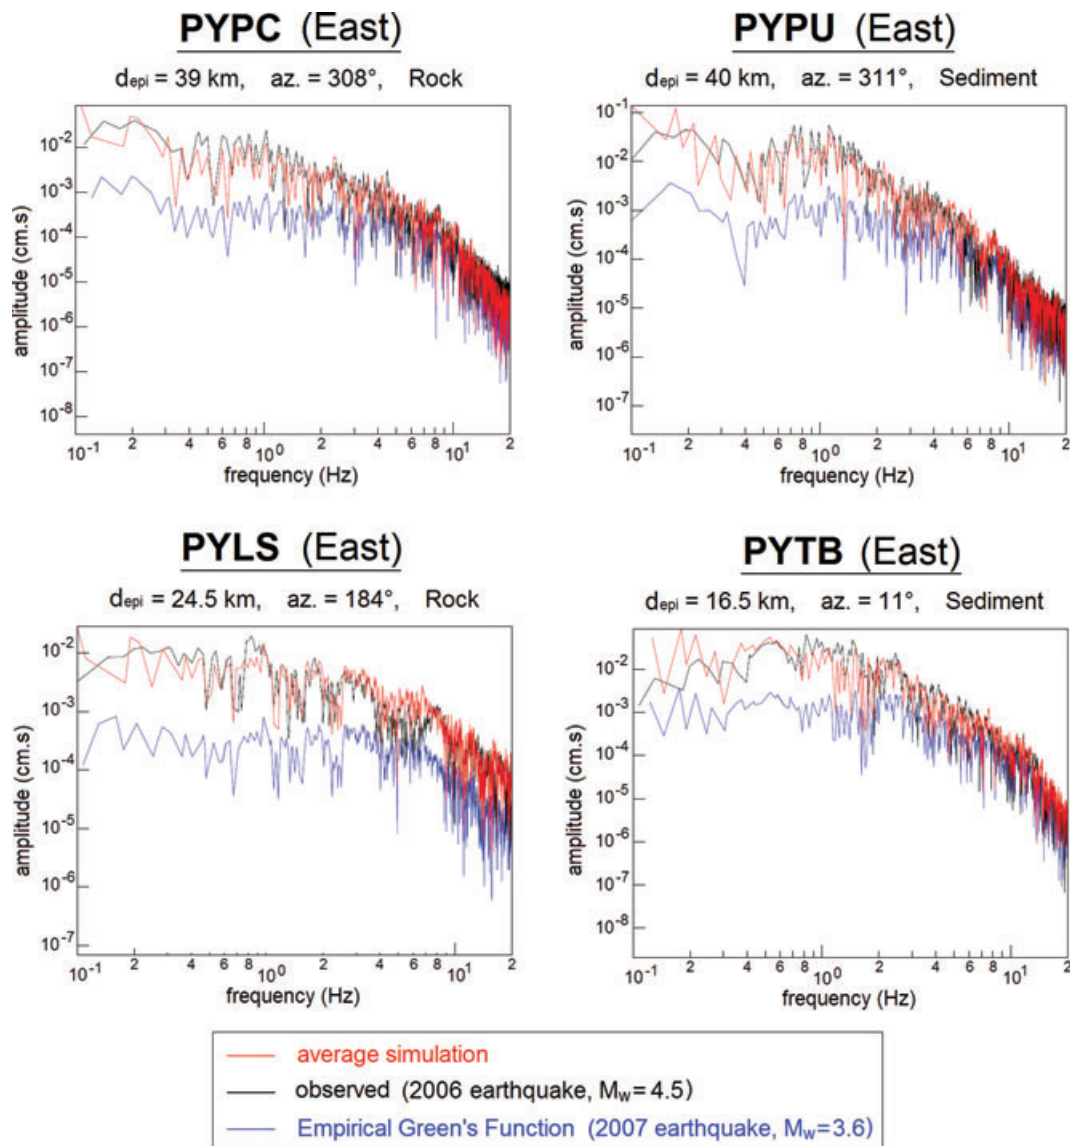 PYPC (East)
d_epi = 39 km, az. = 308°, Rock
10^-2
10^-3
10^-4
10^-5
10^-6
10^-7
10^-8
amplitude (cm.s)
10^-1 2 4 6 8 10^0 2 4 6 8 10^1 2
frequency (Hz)
PYPU (East)
d_epi = 40 km, az. = 311°, Sediment
10^-1
10^-2
10^-3
10^-4
10^-5
10^-6
10^-7
amplitude (cm.s)
10^-1 2 4 6 8 10^0 2 4 6 8 10^1 2
frequency (Hz)
PYLS (East)
d_epi = 24.5 km, az. = 184°, Rock
10^-2
10^-3
10^-4
10^-5
10^-6
10^-7
amplitude (cm.s)
10^-1 2 4 6 8 10^0 2 4 6 8 10^1 2
frequency (Hz)
PYTB (East)
d_epi = 16.5 km, az. = 11°, Sediment
10^-2
10^-3
10^-4
10^-5
10^-6
10^-7
10^-8
amplitude (cm.s)
10^-1 2 4 6 8 10^0 2 4 6 8 10^1 2
frequency (Hz)
average simulation
observed (2006 earthquake, M_w=4.5)
Empirical Green's Function (2007 earthquake, M_w=3.6)